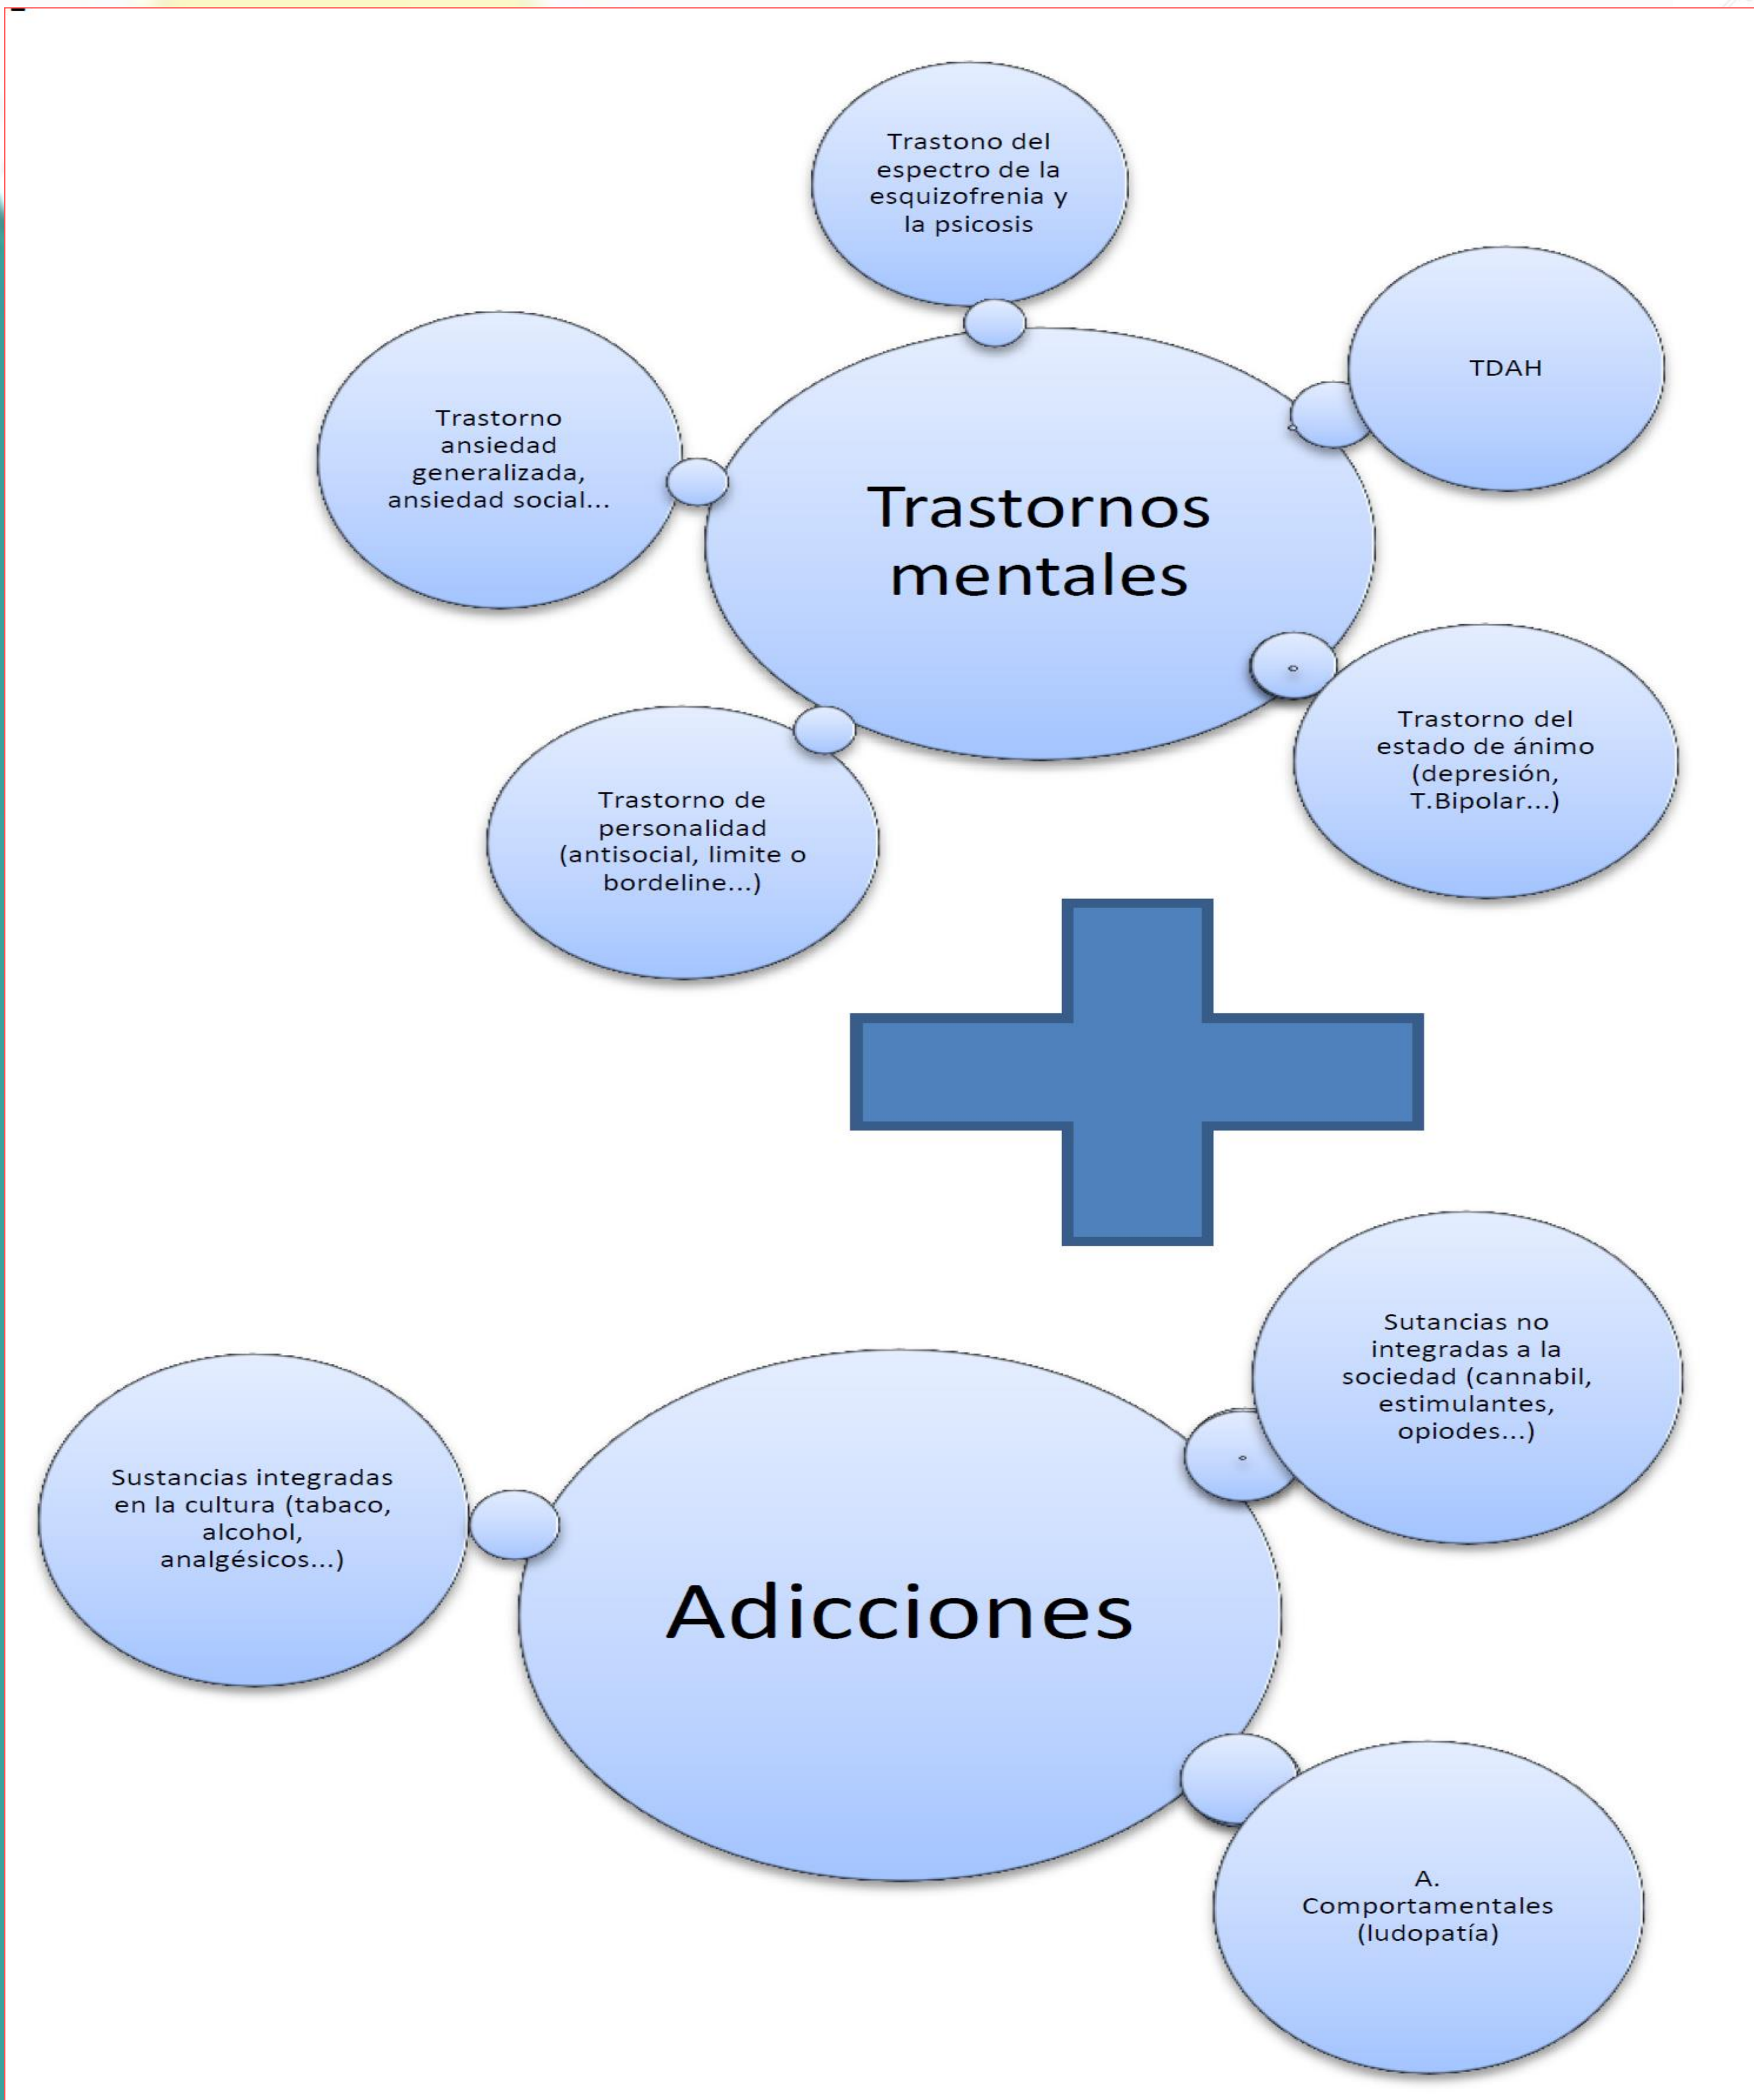 Trastono del
espectro de la
esquizofrenia y
la psicosis
TDAH
Trastorno
ansiedad
generalizada,
ansiedad social...
Trastornos
mentales
Trastorno del
estado de ánimo
(depresión,
T.Bipolar...)
Trastorno de
personalidad
(antisocial, limite o
bordeline...)
Sutancias no
integradas a la
sociedad (cannabil,
estimulantes,
opiodes...)
Sustancias integradas
en la cultura (tabaco,
alcohol,
analgésicos...)
Adicciones
A.
Comportamentales
(ludopatía)